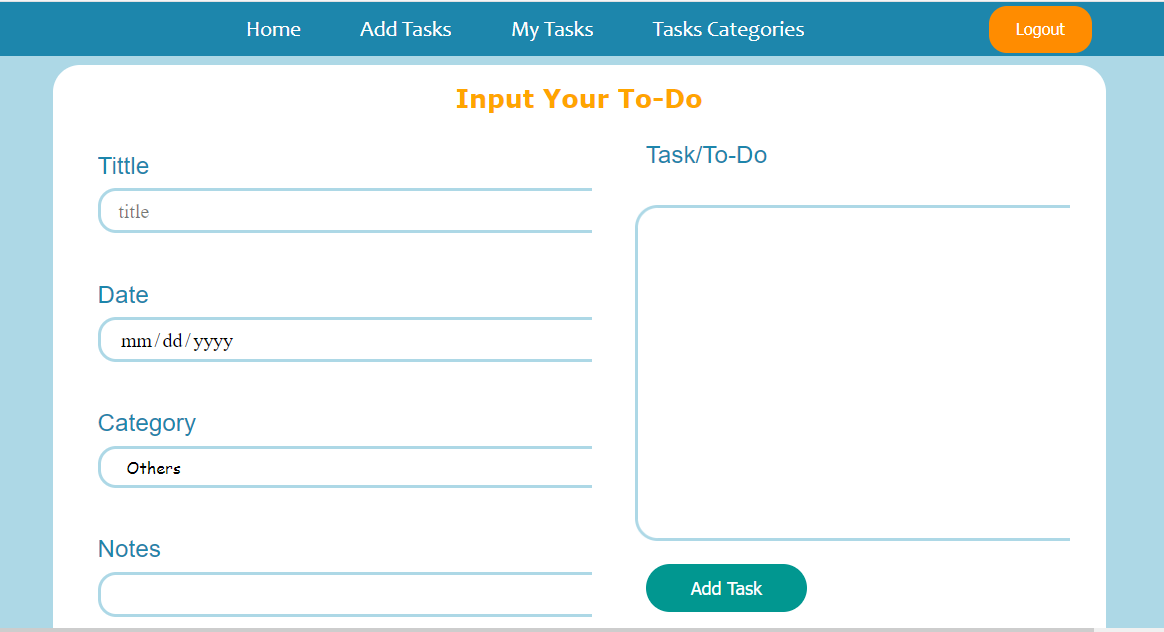 Home Add Tasks My Tasks Tasks Categories Logout
Input Your To-Do
Tittle
title
Date
mm/dd/yyyy
Category
Others
Notes
Task/To-Do
Add Task